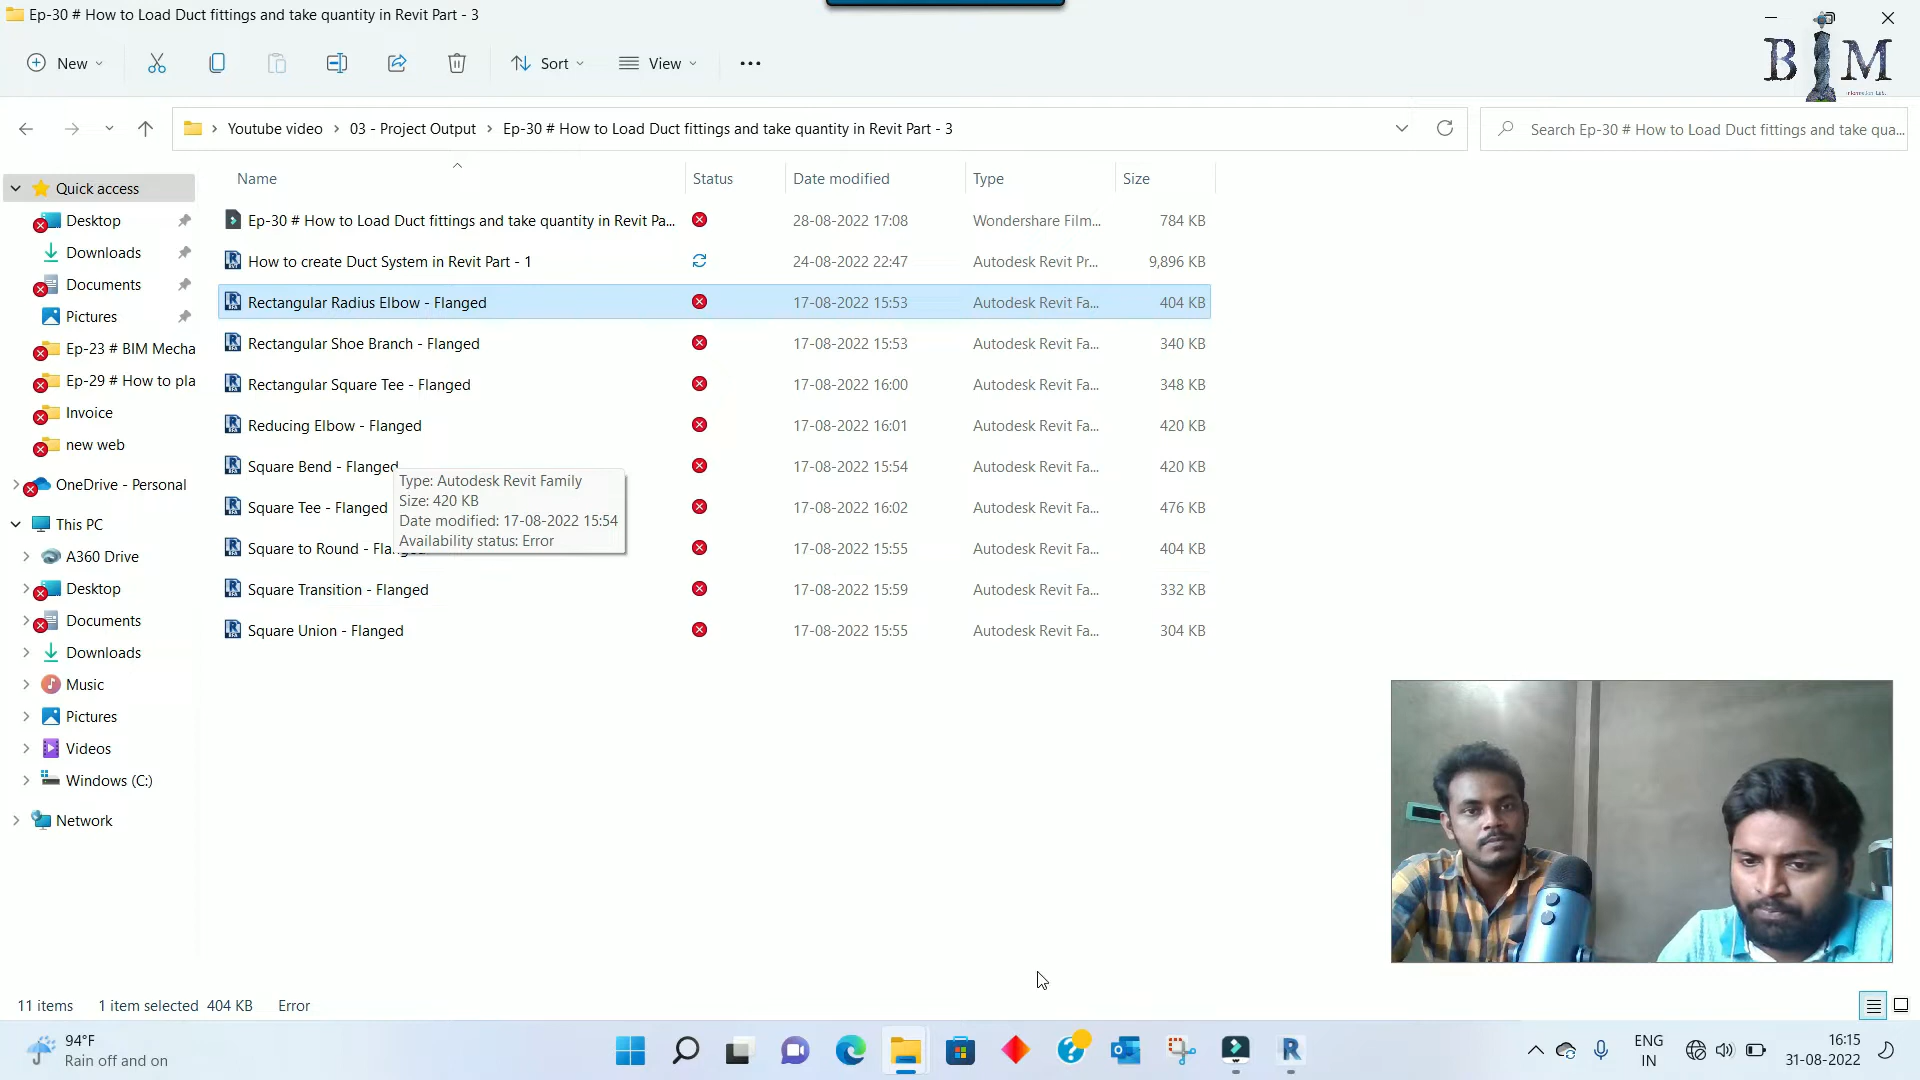 Ep-30 # How to Load Duct fittings and take quantity in Revit Part - 3
New
Sort
View
BIM
Youtube video
03 - Project Output
Ep-30 # How to Load Duct fittings and take quantity in Revit Part - 3
Search Ep-30 # How to Load Duct fittings and take qua...
Name Status Date modified Type Size
Ep-30 # How to Load Duct fittings and take quantity in Revit Pa... 28-08-2022 17:08 Wondershare Film... 784 KB
How to create Duct System in Revit Part - 1 24-08-2022 22:47 Autodesk Revit Pr... 9,896 KB
Rectangular Radius Elbow - Flanged 17-08-2022 15:53 Autodesk Revit Fa... 404 KB
Rectangular Shoe Branch - Flanged 17-08-2022 15:53 Autodesk Revit Fa... 340 KB
Rectangular Square Tee - Flanged 17-08-2022 16:00 Autodesk Revit Fa... 348 KB
Reducing Elbow - Flanged 17-08-2022 16:01 Autodesk Revit Fa... 420 KB
Square Bend - Flanged 17-08-2022 15:54 Autodesk Revit Fa... 420 KB
Square Tee - Flanged 17-08-2022 16:02 Autodesk Revit Fa... 476 KB
Square to Round - 17-08-2022 15:55 Autodesk Revit Fa... 404 KB
Square Transition - Flanged 17-08-2022 15:59 Autodesk Revit Fa... 332 KB
Square Union - Flanged 17-08-2022 15:55 Autodesk Revit Fa... 304 KB
Type: Autodesk Revit Family
Size: 420 KB
Date modified: 17-08-2022 15:54
Availability status: Error
Quick access
Desktop
Downloads
Documents
Pictures
Ep-23 # BIM Mecha
Ep-29 # How to pla
Invoice
new web
OneDrive - Personal
This PC
A360 Drive
Desktop
Documents
Downloads
Music
Pictures
Videos
Windows (C:)
Network
11 items 1 item selected 404 KB Error
94°F
Rain off and on
ENG
IN
16:15
31-08-2022